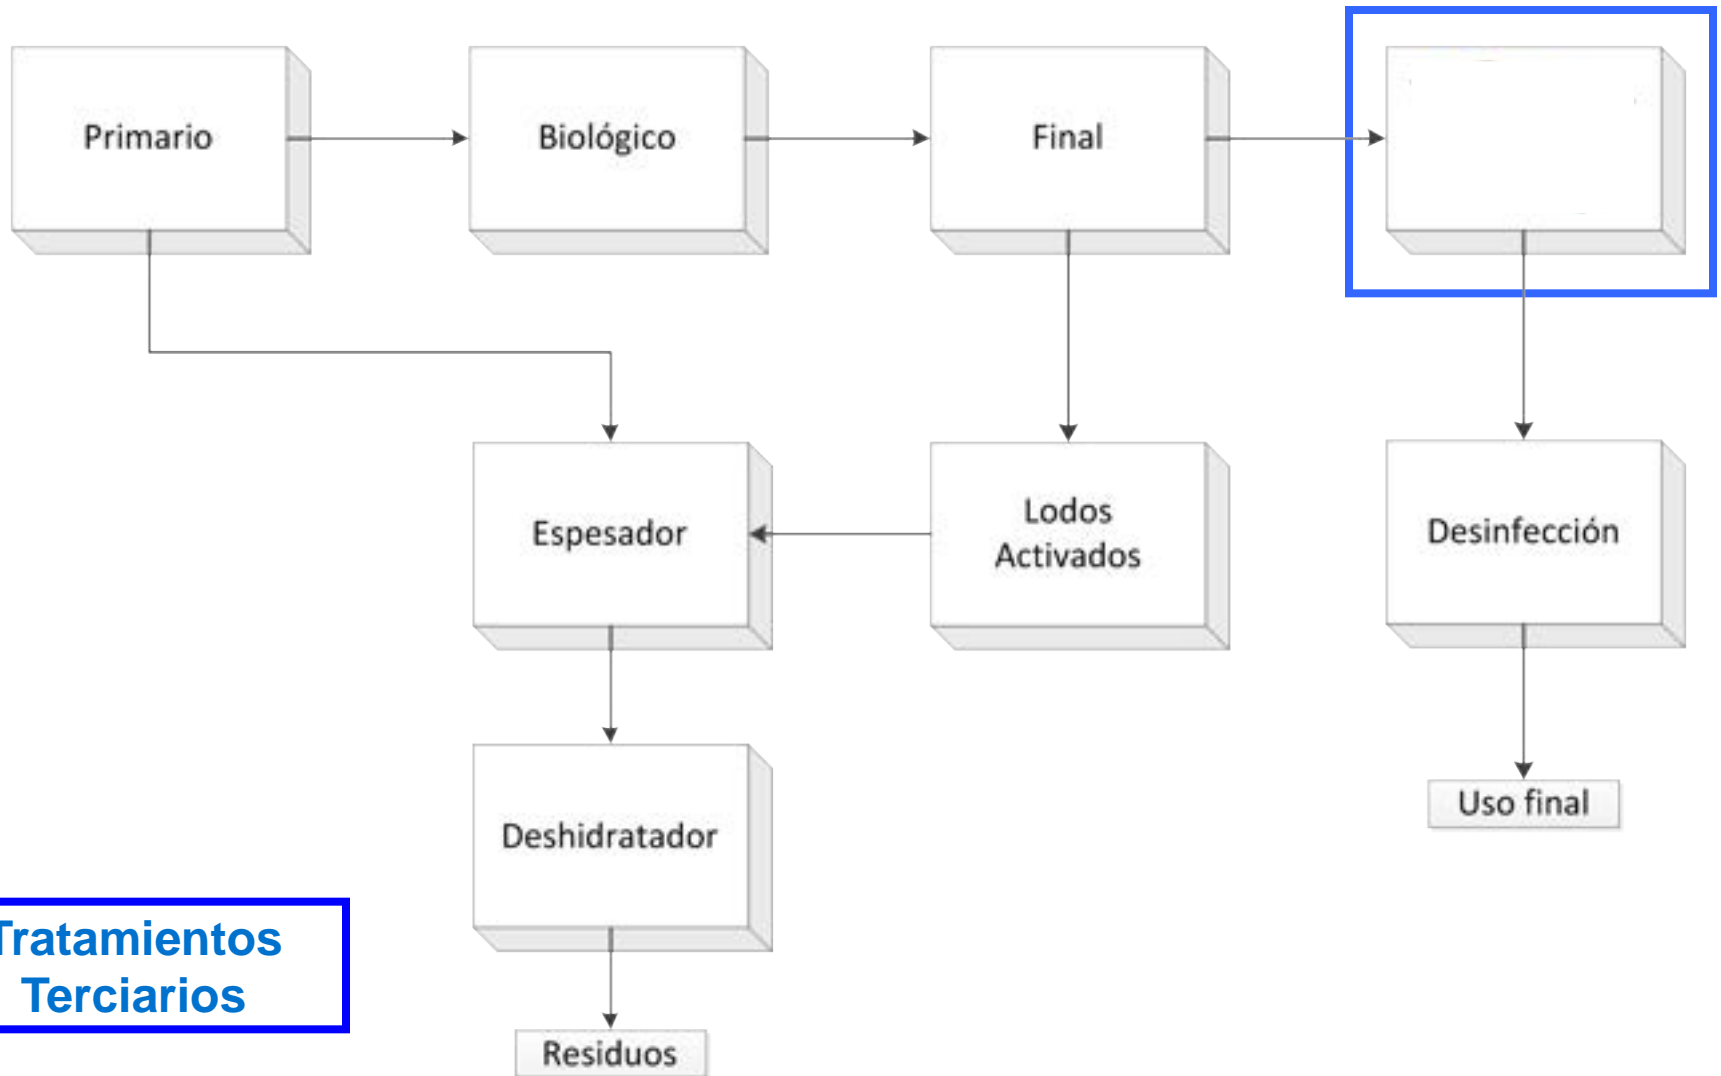 Primario
Biológico
Final
Espesador
Lodos
Activados
Desinfección
Deshidratador
Uso final
Tratamientos
Terciarios
Residuos